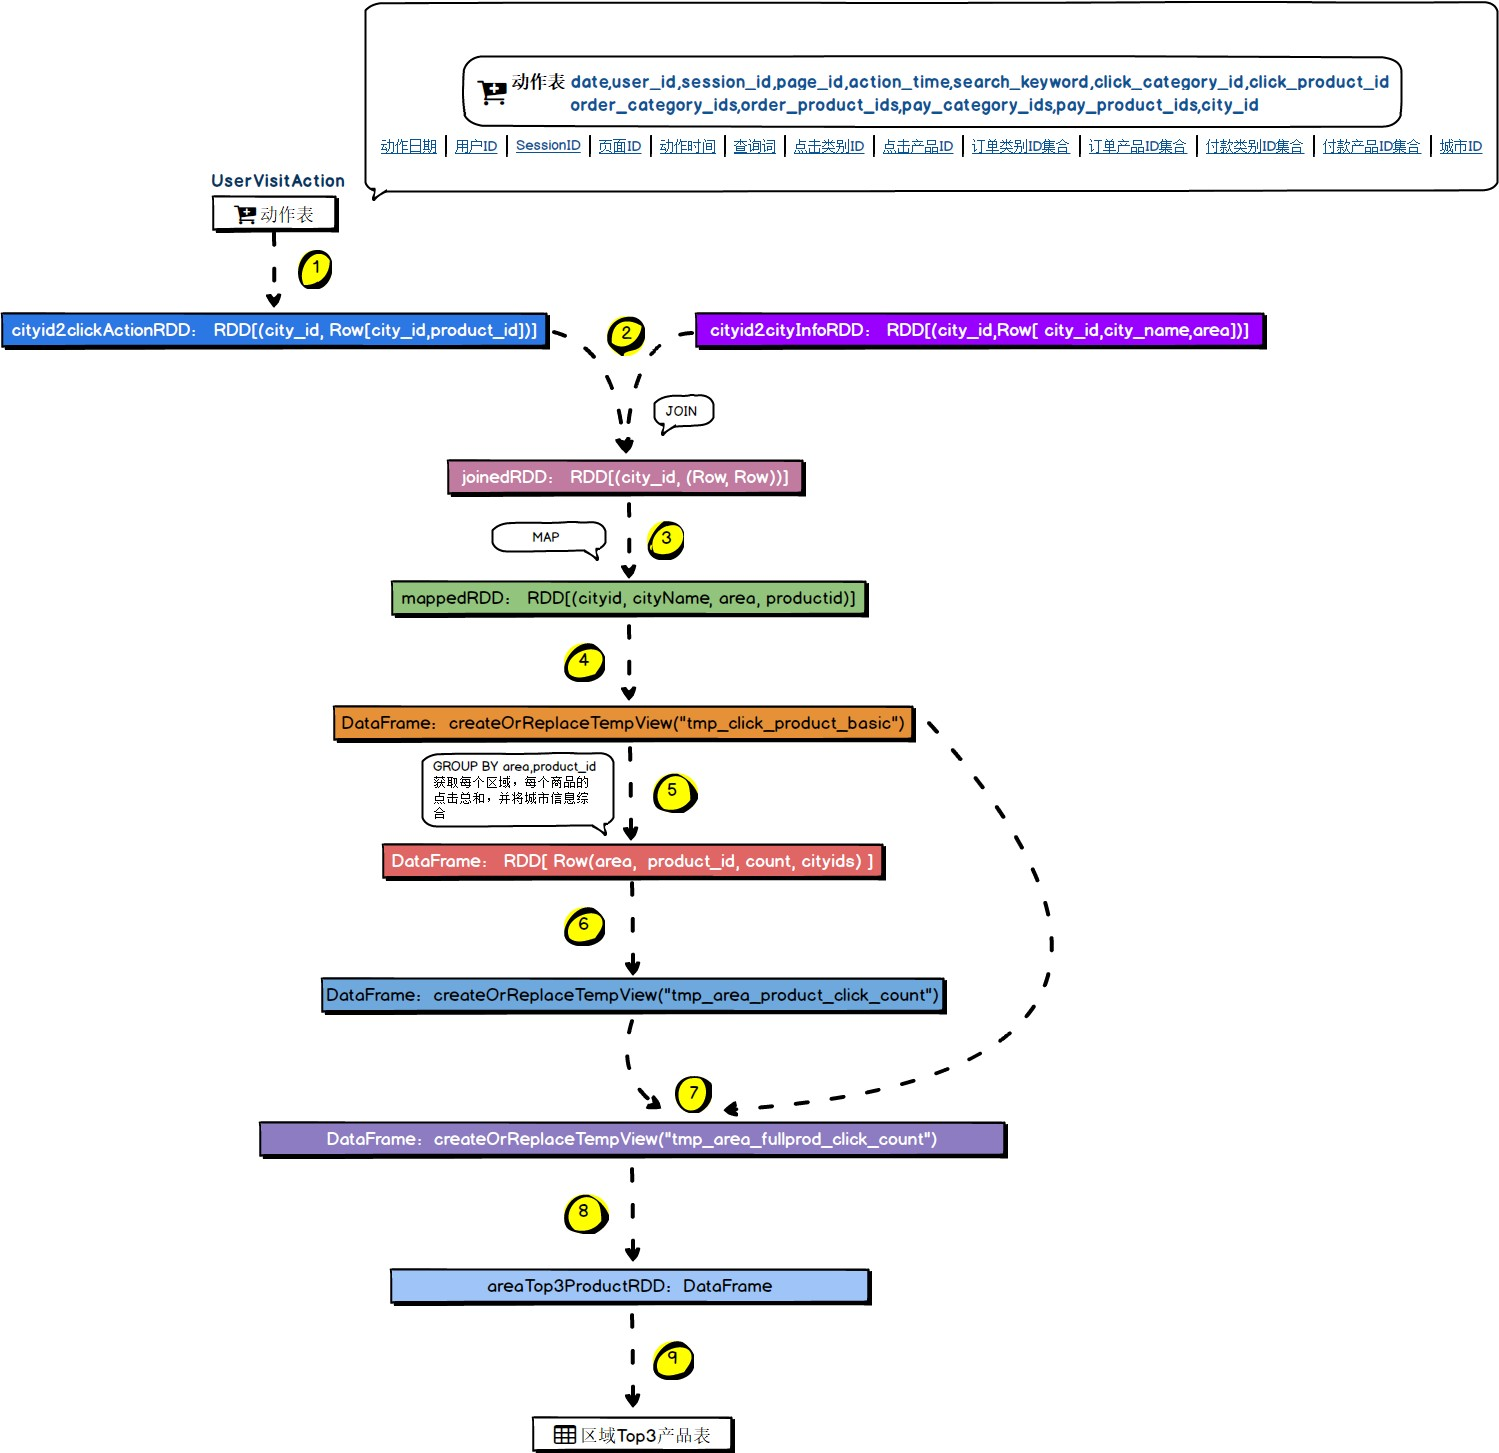 动作表 date,user_id,session_id,page_id,action_time,search_keyword,click_category_id,click_product_id
order_category_ids,order_product_ids,pay_category_ids,pay_product_ids,city_id
动作日期 用户ID SessionID 页面ID 动作时间 查询词 点击类别ID 点击产品ID 订单类别ID集合 订单产品ID集合 付款类别ID集合 付款产品ID集合 城市ID
UserVisitAction
动作表
1
cityid2clickActionRDD： RDD[(city_id, Row[city_id,product_id])]
2
cityid2cityInfoRDD： RDD[(city_id,Row[ city_id,city_name,area])]
JOIN
joinedRDD： RDD[(city_id, (Row, Row))]
MAP
3
mappedRDD： RDD[(cityid, cityName, area, productid)]
4
DataFrame：createOrReplaceTempView("tmp_click_product_basic")
GROUP BY area,product_id
获取每个区域，每个商品的
点击总和，并将城市信息综
合
5
DataFrame： RDD[ Row(area, product_id, count, cityids) ]
6
DataFrame：createOrReplaceTempView("tmp_area_product_click_count")
7
DataFrame：createOrReplaceTempView("tmp_area_fullprod_click_count")
8
areaTop3ProductRDD：DataFrame
9
区域Top3产品表